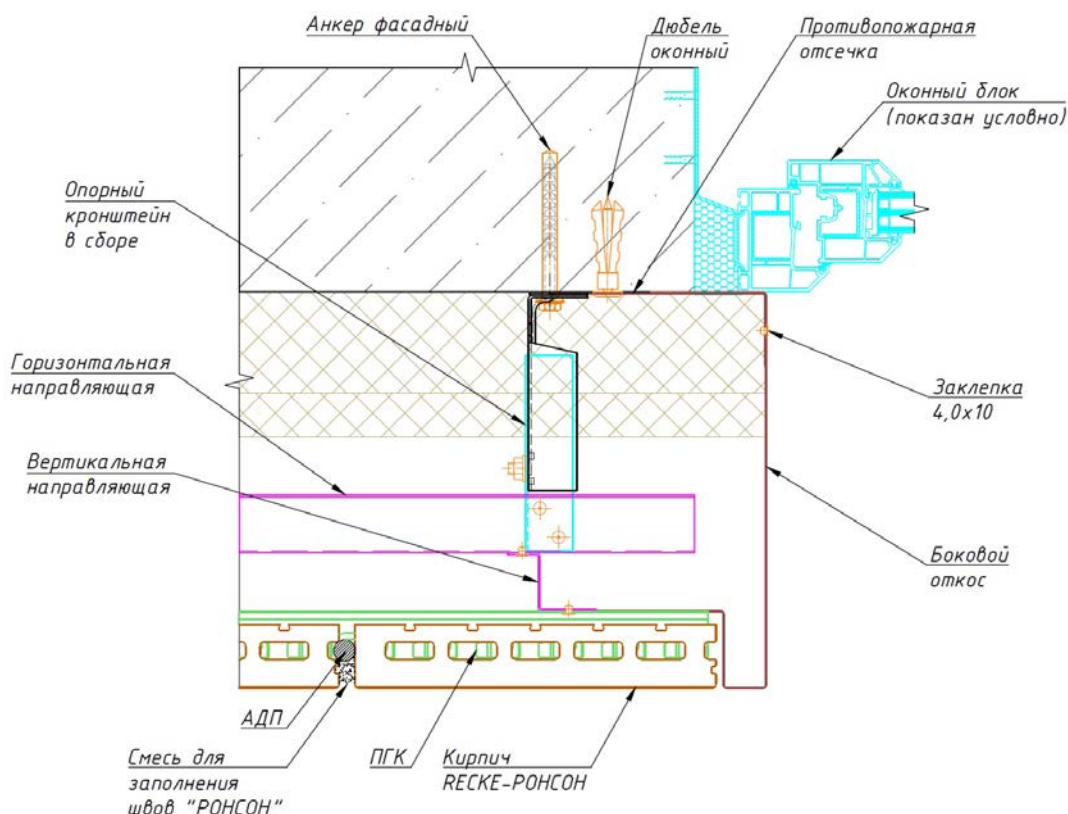 Анкер фасадный
Дюбель
оконный
Противопожарная
отсечка
Оконный блок
(показан условно)
Опорный
кронштейн
в сборе
Горизонтальная
направляющая
Заклепка
4,0x10
Вертикальная
направляющая
Боковой
откос
АДП
Смесь для
заполнения
швов "РОНСОН"
ПГК
Кирпич
RECKE-РОНСОН